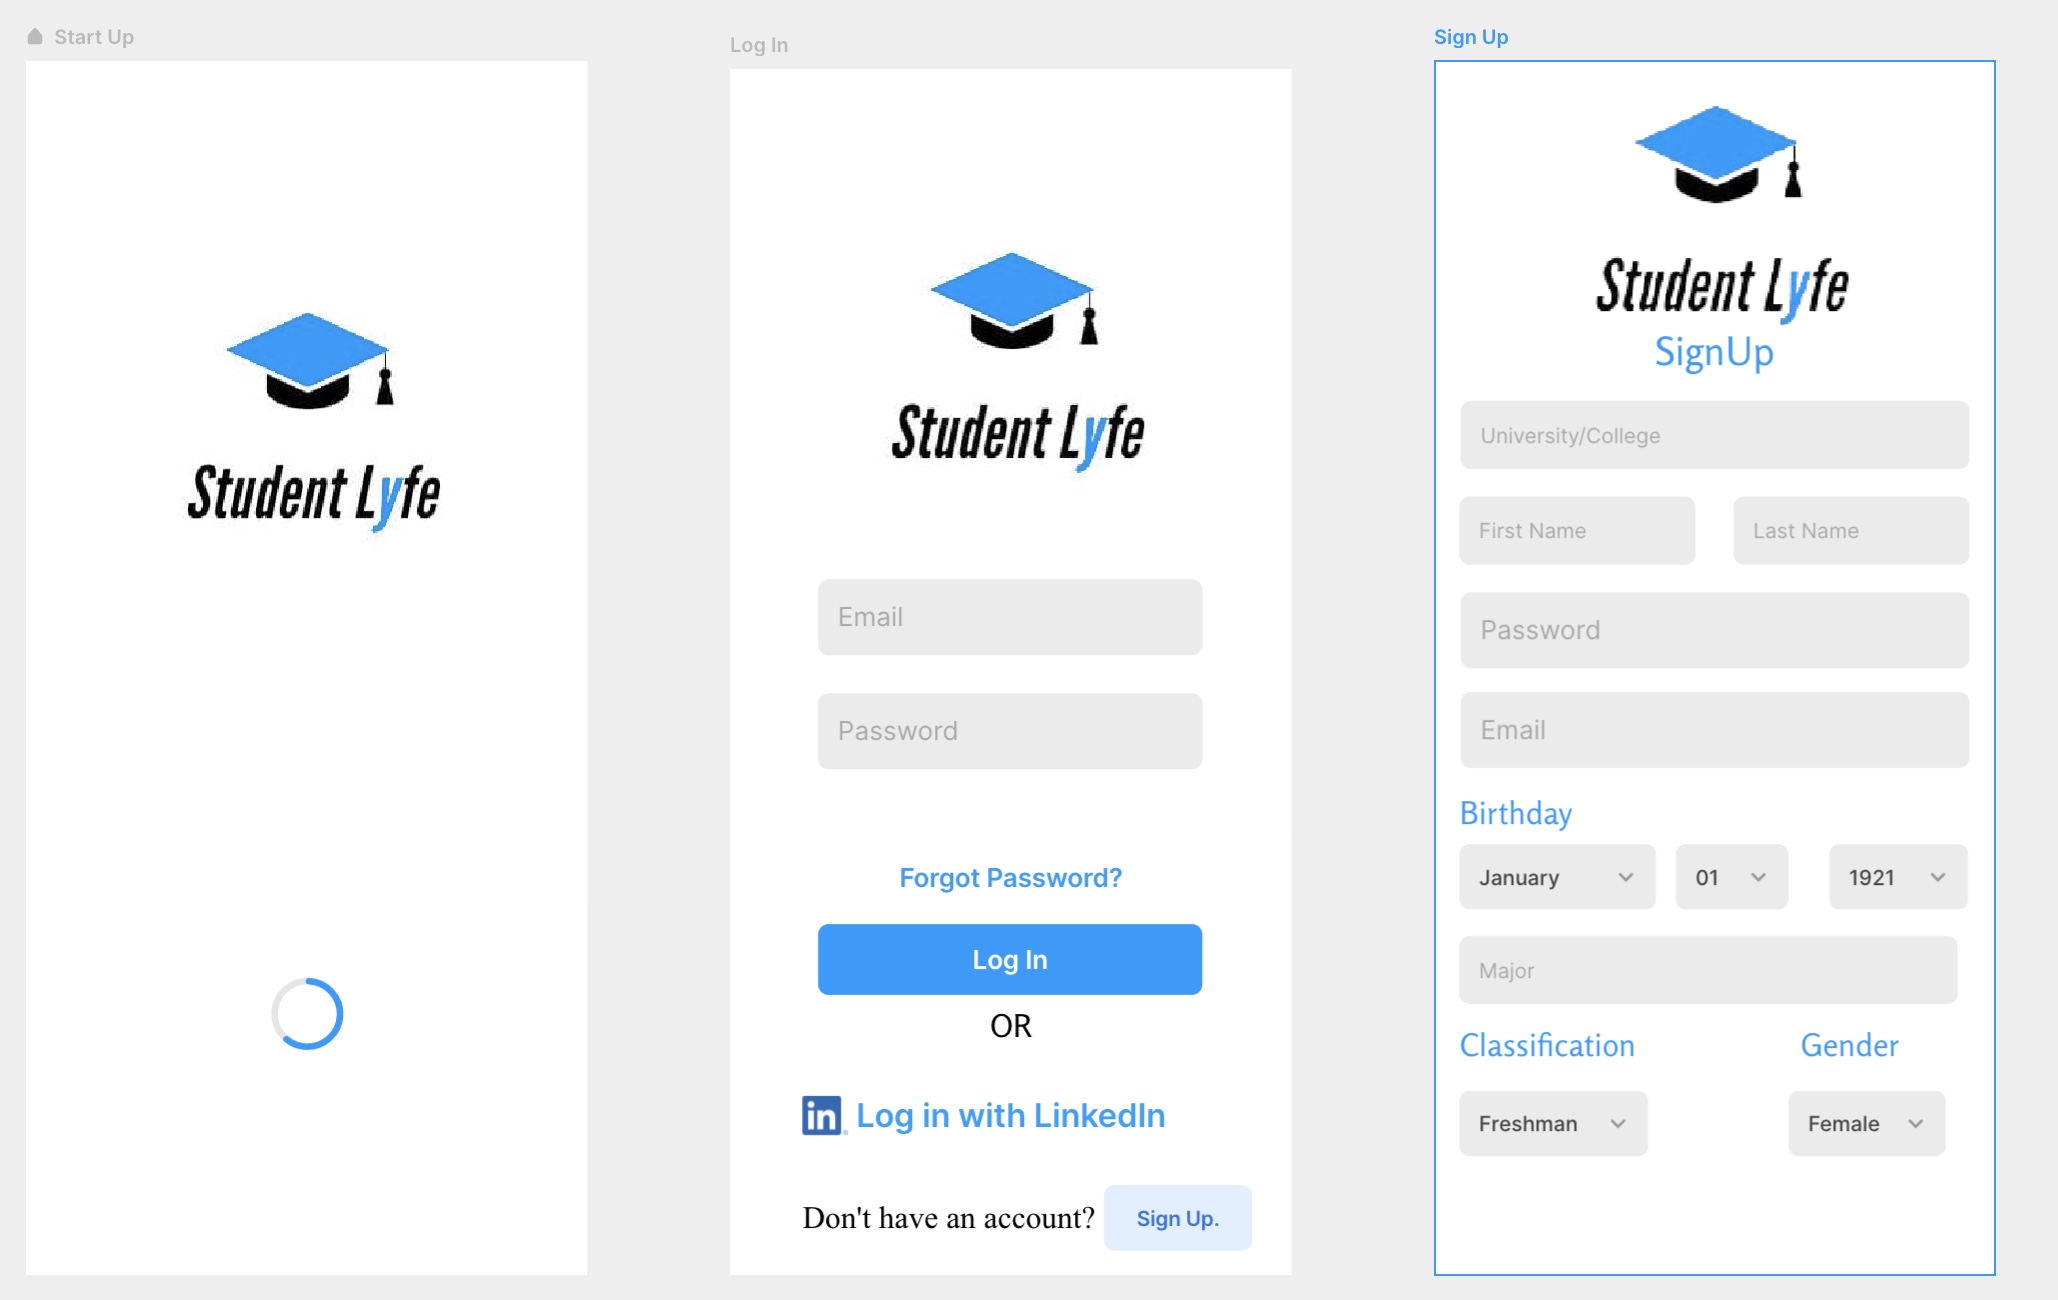 Start Up
Student Lyfe
Log In
Student Lyfe
Email
Password
Forgot Password?
Log In
OR
in Log in with LinkedIn
Don't have an account? Sign Up.
Sign Up
Student Lyfe
SignUp
University/College
First Name Last Name
Password
Email
Birthday
January 01 1921
Major
Classification Gender
Freshman Female